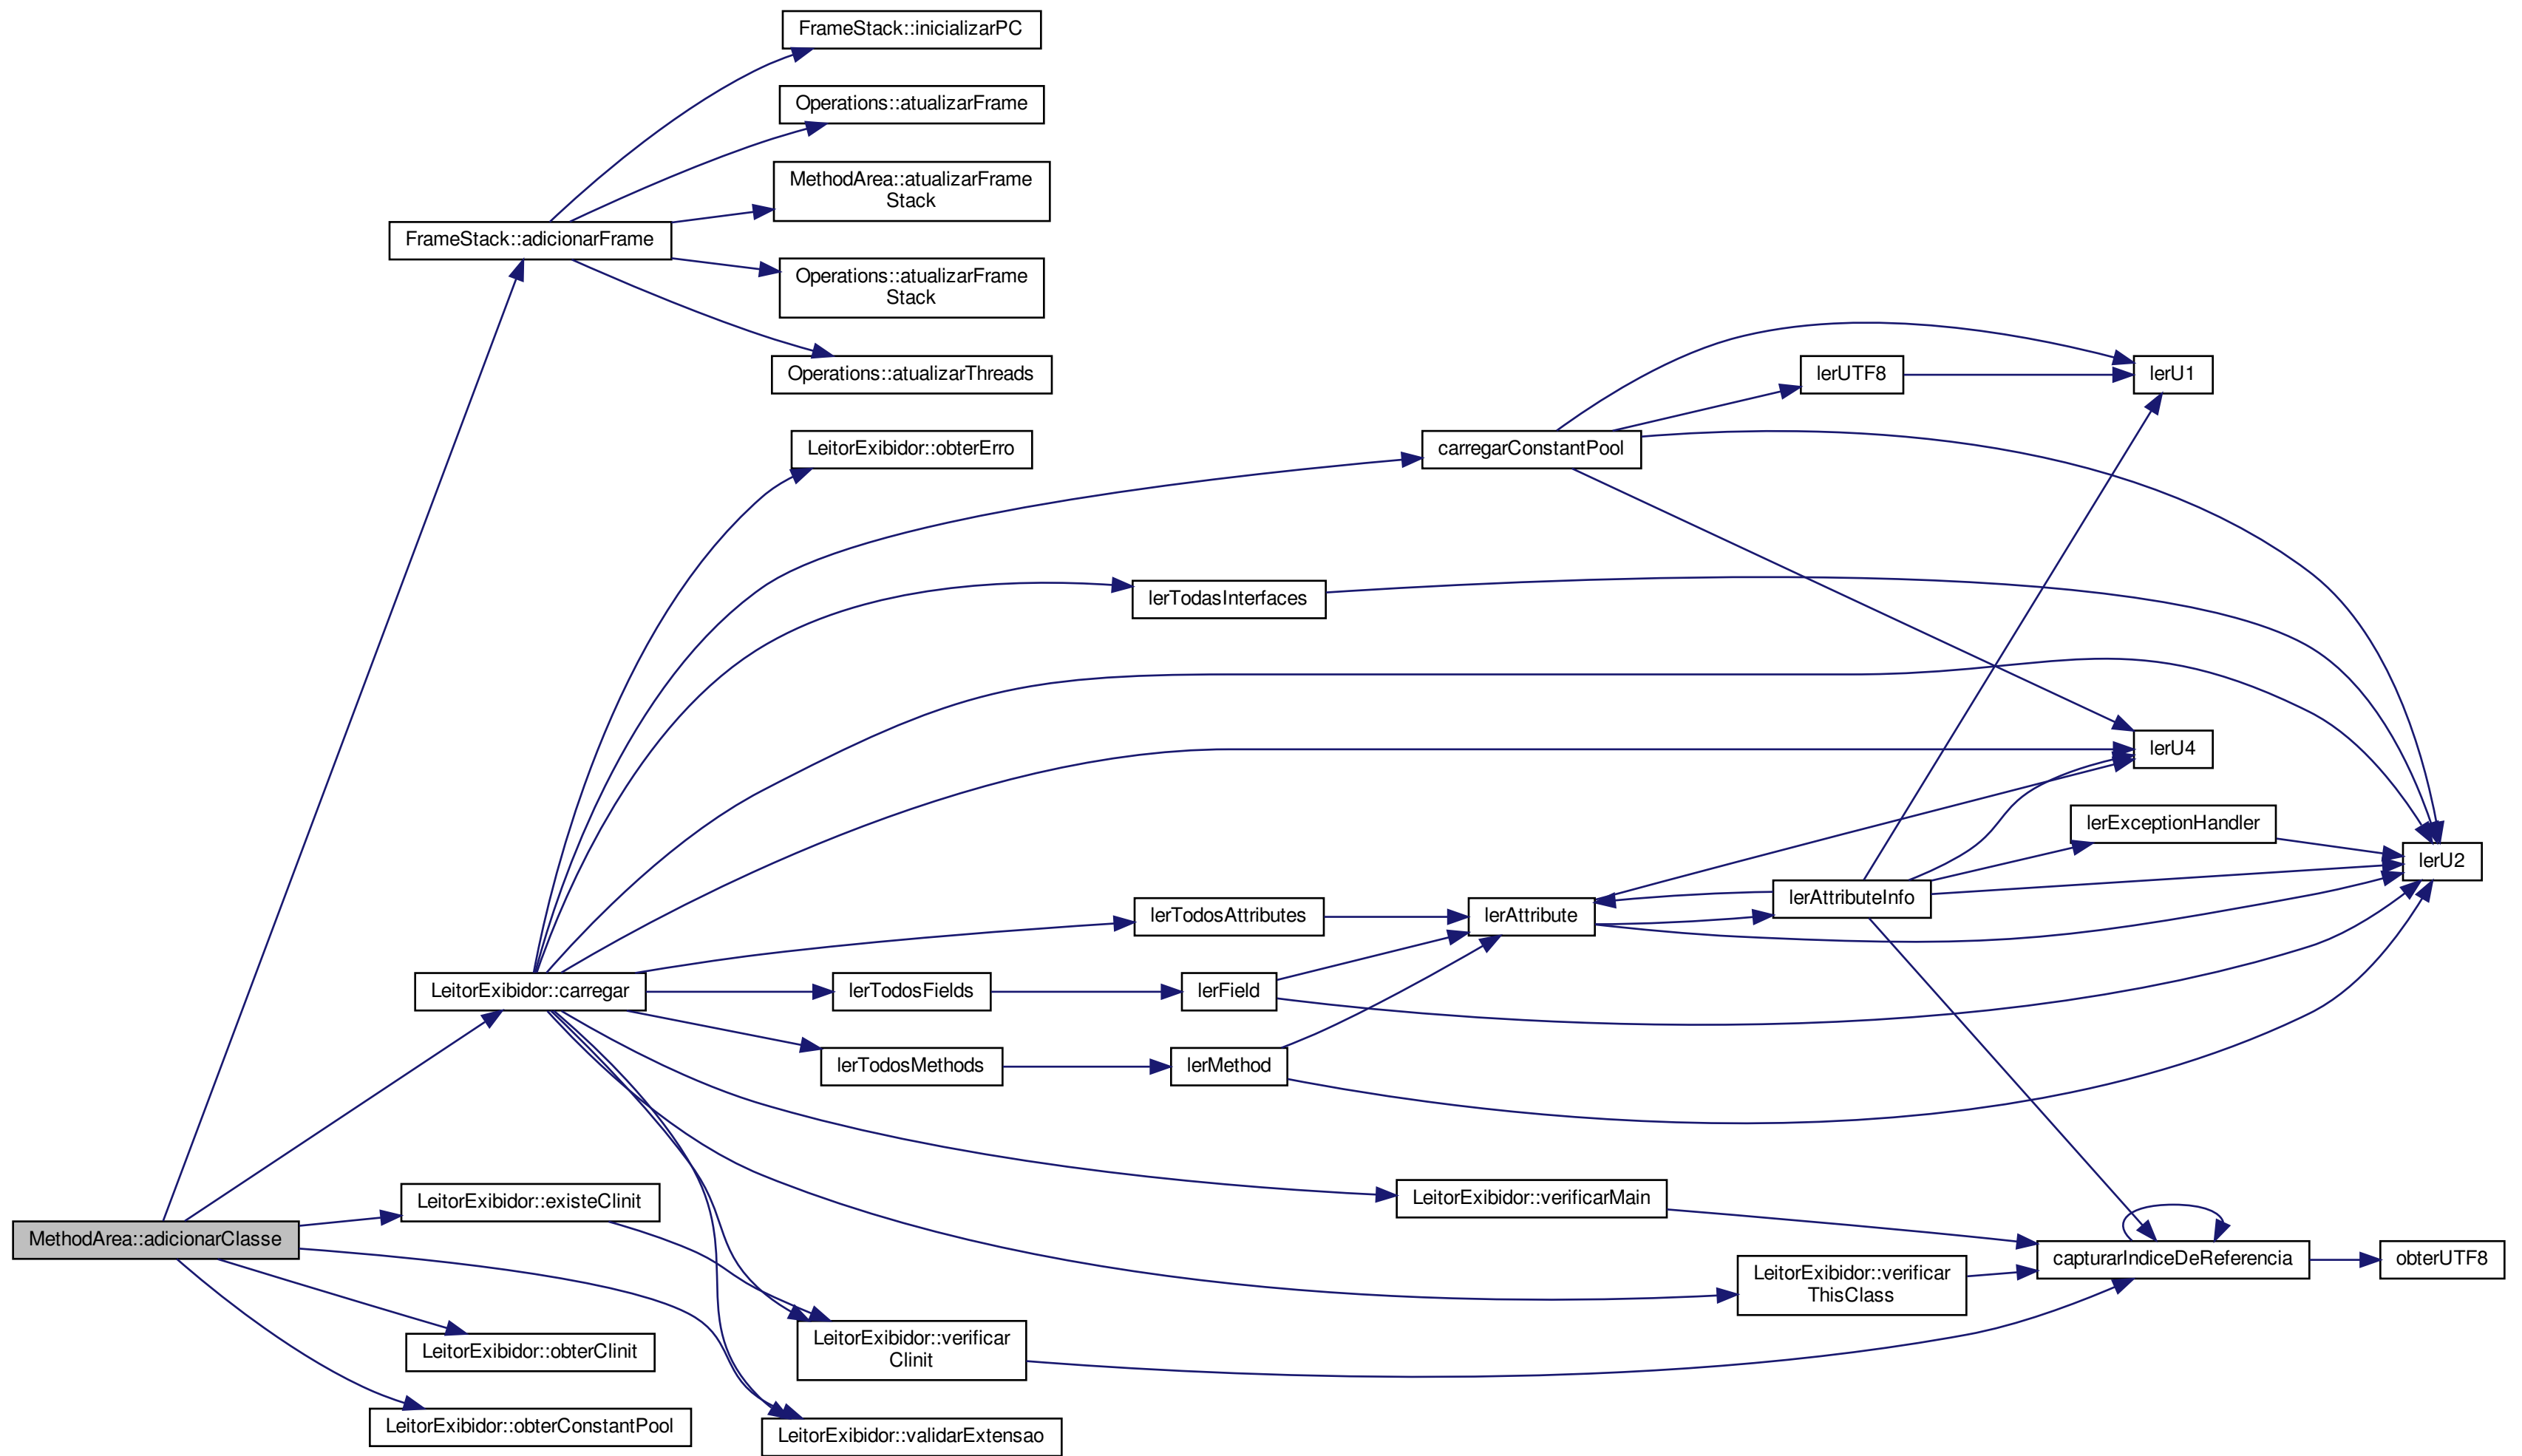 FrameStack::inicializarPC
Operations::atualizarFrame
MethodArea::atualizarFrame
Stack
FrameStack::adicionarFrame
Operations::atualizarFrame
Stack
Operations::atualizarThreads
lerUTF8
lerU1
LeitorExibidor::obterErro
carregarConstantPool
lerTodasInterfaces
lerU4
lerExceptionHandler
lerU2
lerTodosAttributes
lerAttribute
lerAttributeInfo
LeitorExibidor::carregar
lerTodosFields
lerField
lerTodosMethods
lerMethod
LeitorExibidor::existeClinit
LeitorExibidor::verificarMain
MethodArea::adicionarClasse
capturarIndiceDeReferencia
obterUTF8
LeitorExibidor::verificar
ThisClass
LeitorExibidor::obterClinit
LeitorExibidor::verificar
Clinit
LeitorExibidor::obterConstantPool
LeitorExibidor::validarExtensao